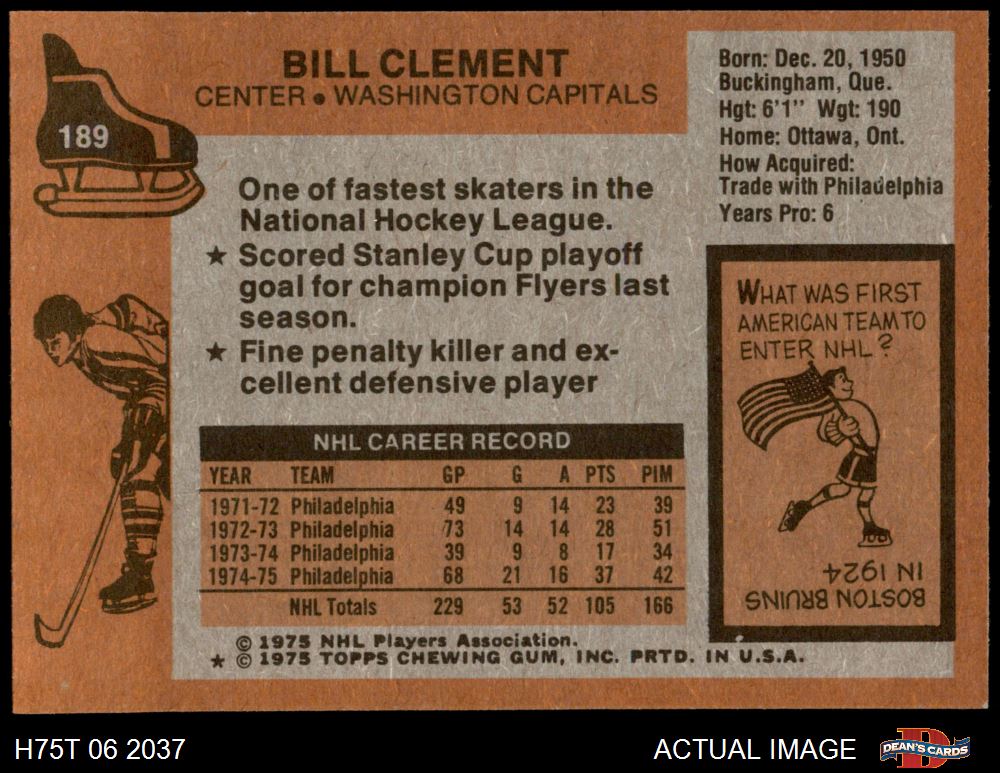 189
BILL CLEMENT
CENTER • WASHINGTON CAPITALS
Born: Dec. 20, 1950
Buckingham, Que.
Hgt: 6'1" Wgt: 190
Home: Ottawa, Ont.
How Acquired:
Trade with Philadelphia
Years Pro: 6
One of fastest skaters in the
National Hockey League.
★ Scored Stanley Cup playoff
goal for champion Flyers last
season.
★ Fine penalty killer and ex-
cellent defensive player
WHAT WAS FIRST
AMERICAN TEAM TO
ENTER NHL?
BOSTON BRUINS
IN 1924
NHL CAREER RECORD
YEAR TEAM GP G A PTS PIM
1971-72 Philadelphia 49 9 14 23 39
1972-73 Philadelphia 73 14 14 28 51
1973-74 Philadelphia 39 9 8 17 34
1974-75 Philadelphia 68 21 16 37 42
NHL Totals 229 53 52 105 166
© 1975 NHL Players Association.
★ © 1975 TOPPS CHEWING GUM, INC. PRTD. IN U.S.A.
H75T 06 2037
ACTUAL IMAGE
D
DEAN'S CARDS